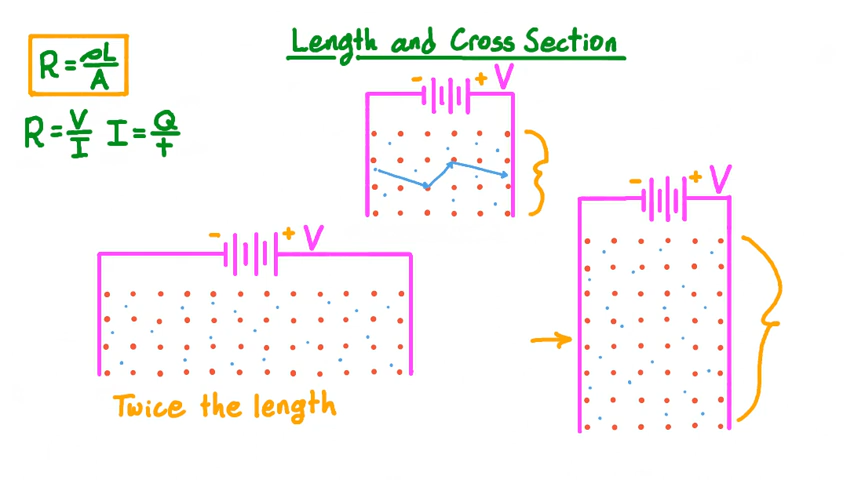 Length and Cross Section
R = ρL/A
R = V/I I = Q/t
- + V
- + V
- + V
Twice the length